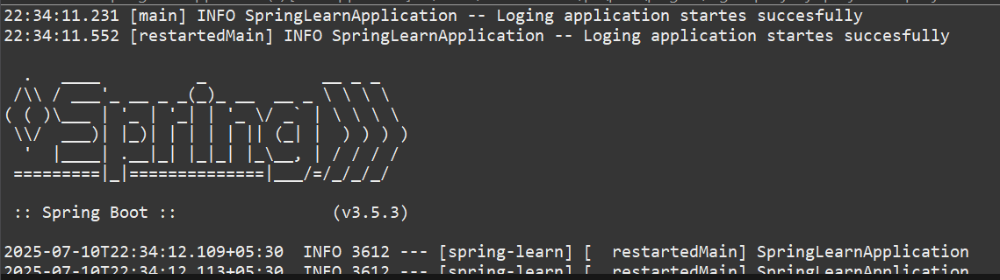 22:34:11.231 [main] INFO SpringLearnApplication -- Loging application startes succesfully
22:34:11.552 [restartedMain] INFO SpringLearnApplication -- Loging application startes succesfully
  .   ____          _            __ _ _
 /\\ / ___'_ __ _ _(_)_ __  __ _ \ \ \ \
( ( )\___ | '_ | '_| | '_ \/ _` | \ \ \ \
 \\/  ___)| |_)| | | | | || (_| |  ) ) ) )
  '  |____| .__|_| |_|_| |_\__, | / / / /
 =========|_|==============|___/=/_/_/_/
 :: Spring Boot ::                (v3.5.3)
2025-07-10T22:34:12.109+05:30  INFO 3612 --- [spring-learn] [  restartedMain] SpringLearnApplication
2025-07-10T22:34:12.113+05:30  INFO 3612 --- [spring-learn] [  restartedMain] SpringLearnApplication